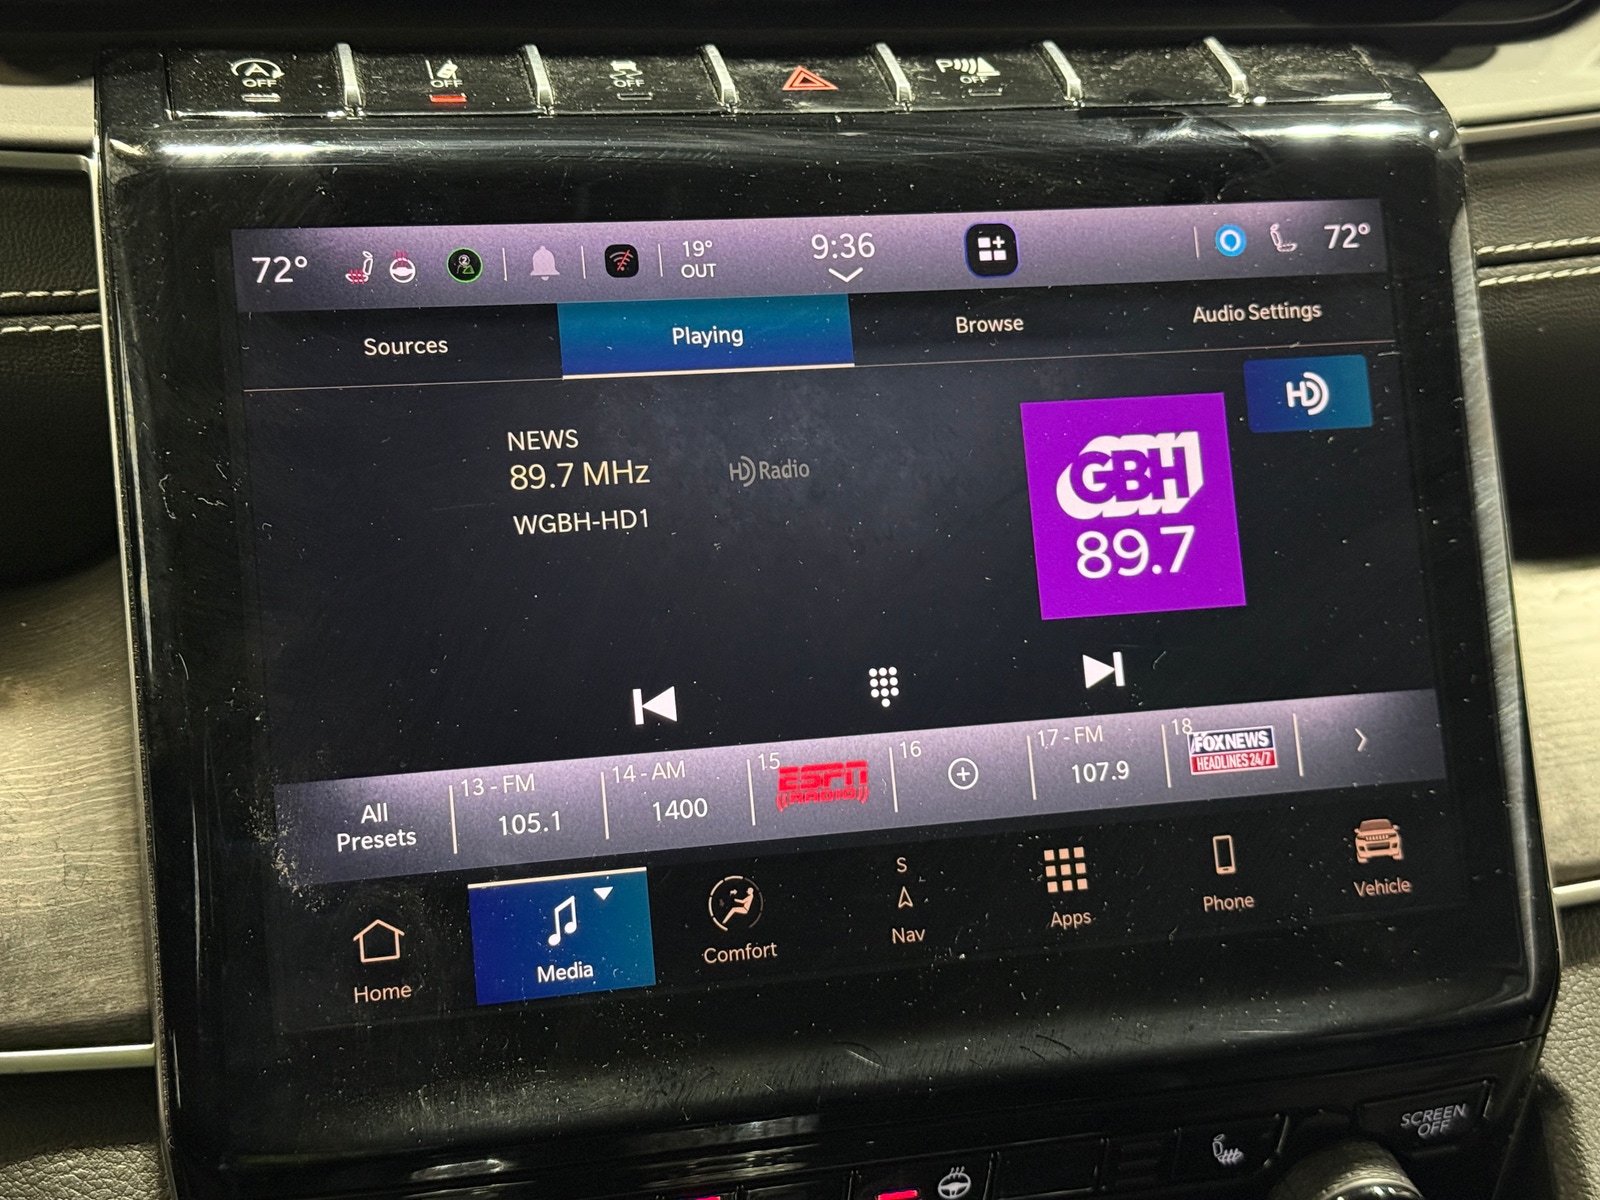 A
OFF
OFF
OFF
P
OFF
72°
2
19°
OUT
9:36
72°
Sources
Playing
Browse
Audio Settings
HD
NEWS
89.7 MHz
HD Radio
WGBH-HD1
GBH
89.7
All
Presets
13 - FM
105.1
14 - AM
1400
15
ESPN
RADIO
16
17 - FM
107.9
18
FOX NEWS
HEADLINES 24/7
Home
Media
Comfort
S
Nav
Apps
Phone
Vehicle
SCREEN
OFF